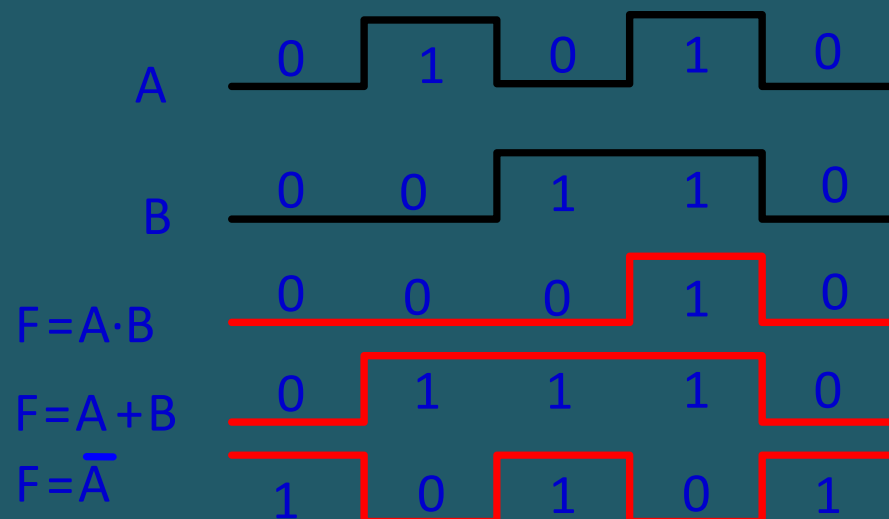 A 0 1 0 1 0
B 0 0 1 1 0
F=A·B 0 0 0 1 0
F=A+B 0 1 1 1 0
F=A̅ 1 0 1 0 1